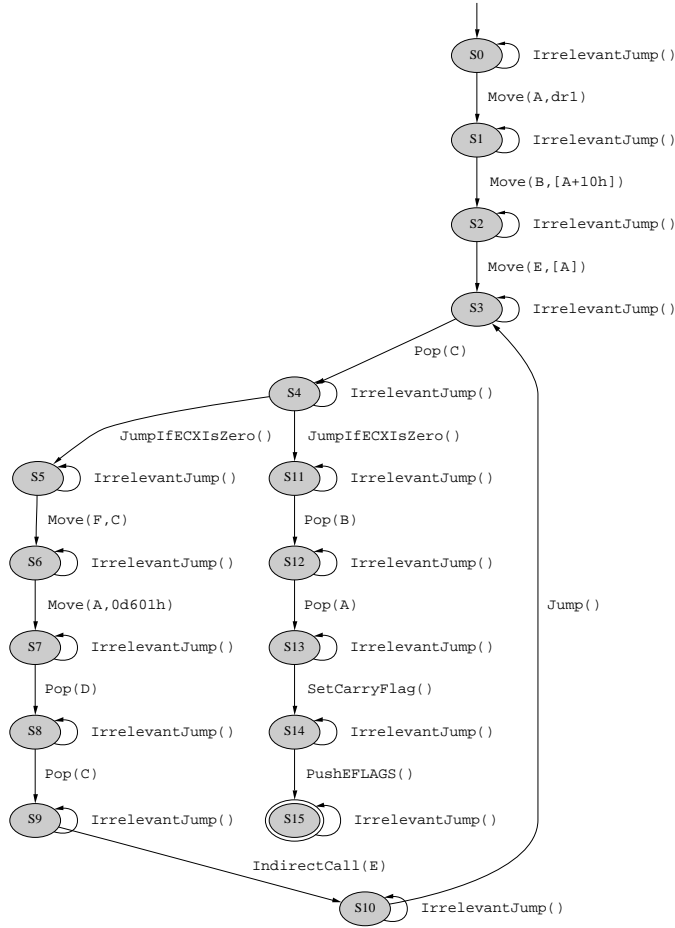 S0 IrrelevantJump()
Move(A,dr1)
S1 IrrelevantJump()
Move(B,[A+10h])
S2 IrrelevantJump()
Move(E,[A])
S3 IrrelevantJump()
Pop(C)
S4 IrrelevantJump()
JumpIfECXIsZero() JumpIfECXIsZero()
S5 IrrelevantJump() S11 IrrelevantJump()
Move(F,C) Pop(B)
S6 IrrelevantJump() S12 IrrelevantJump()
Move(A,0d601h) Pop(A) Jump()
S7 IrrelevantJump() S13 IrrelevantJump()
Pop(D) SetCarryFlag()
S8 IrrelevantJump() S14 IrrelevantJump()
Pop(C) PushEFLAGS()
S9 IrrelevantJump() S15 IrrelevantJump()
IndirectCall(E)
S10 IrrelevantJump()